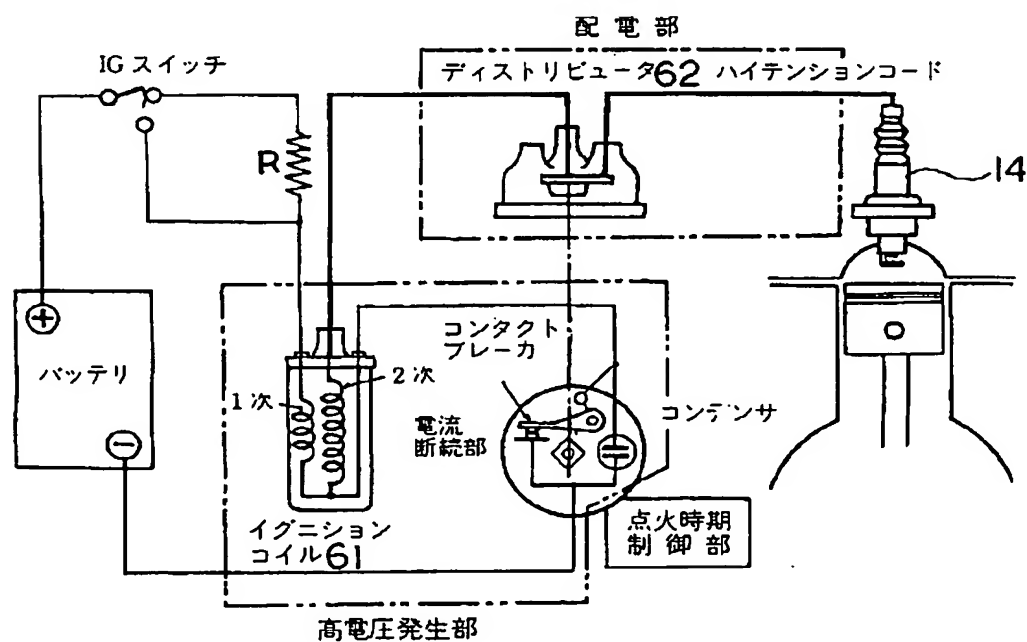 配電部
IG スイッチ
ディストリビュータ62 ハイテンションコード
R
14
バッテリ
1次
2次
コンタクト
ブレーカ
電流
断続部
コンデンサ
イグニション
コイル61
点火時期
制御部
高電圧発生部